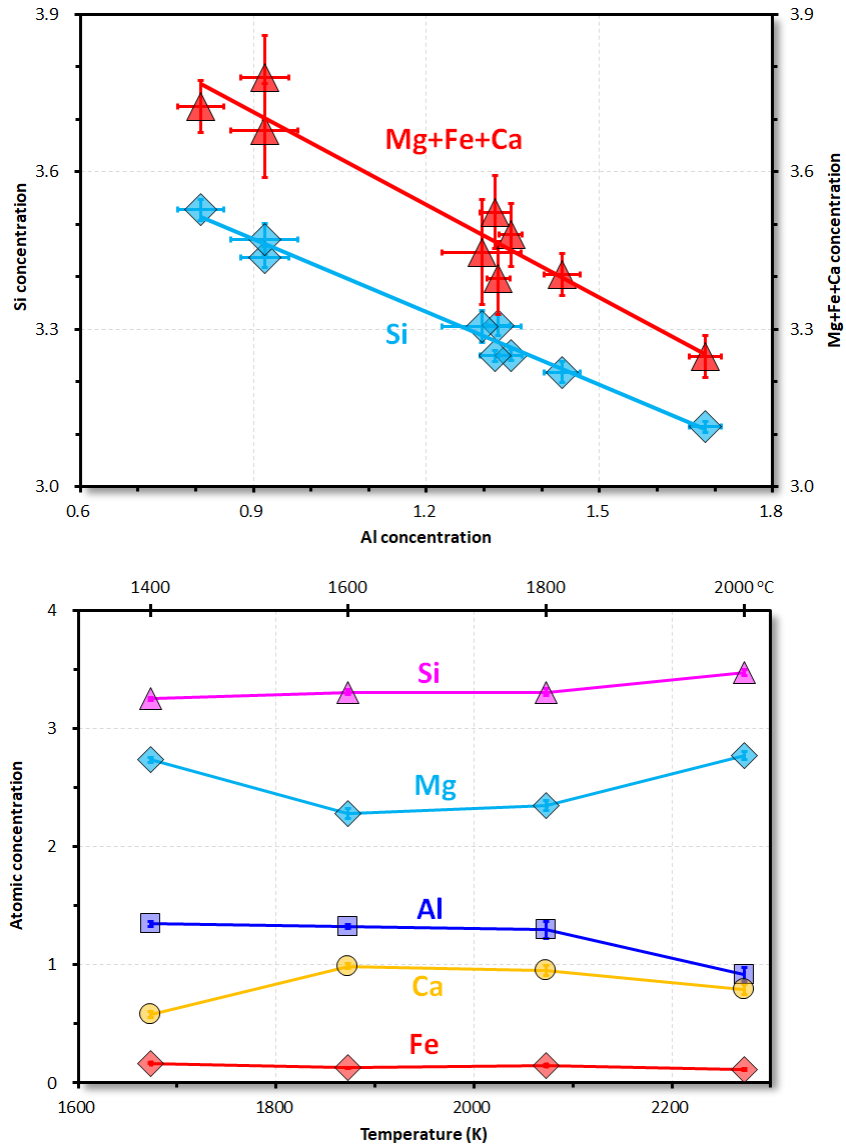 3.9
3.9
Mg+Fe+Ca
3.6
3.6
Si concentration
Mg+Fe+Ca concentration
Si
3.3
3.3
3.0
3.0
0.6
0.9
1.2
1.5
1.8
Al concentration
1400
1600
1800
2000 °C
4
Si
3
Mg
Atomic concentration
2
Al
1
Ca
Fe
0
1600
1800
2000
2200
Temperature (K)